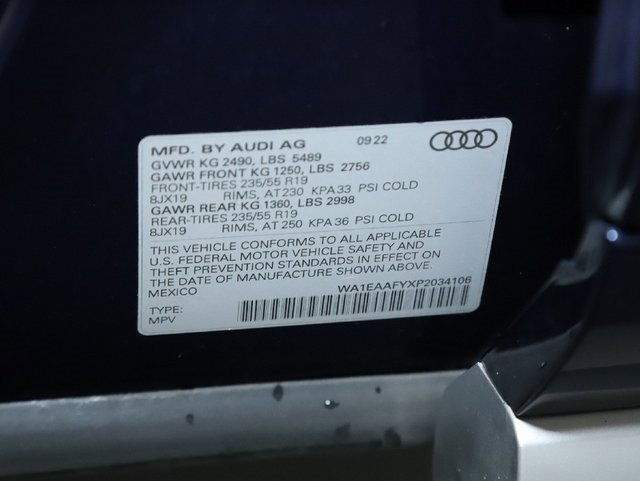 MFD. BY AUDI AG 09 22
GVWR KG 2490, LBS 5489
GAWR FRONT KG 1250, LBS 2756
FRONT-TIRES 235/55 R19
8JX19 RIMS, AT 230 KPA 33 PSI COLD
GAWR REAR KG 1360, LBS 2998
REAR-TIRES 235/55 R19
8JX19 RIMS, AT 250 KPA 36 PSI COLD
THIS VEHICLE CONFORMS TO ALL APPLICABLE
U.S. FEDERAL MOTOR VEHICLE SAFETY AND
THEFT PREVENTION STANDARDS IN EFFECT ON
THE DATE OF MANUFACTURE SHOWN ABOVE.
MEXICO WA1EAAFYXP2034106
TYPE:
MPV